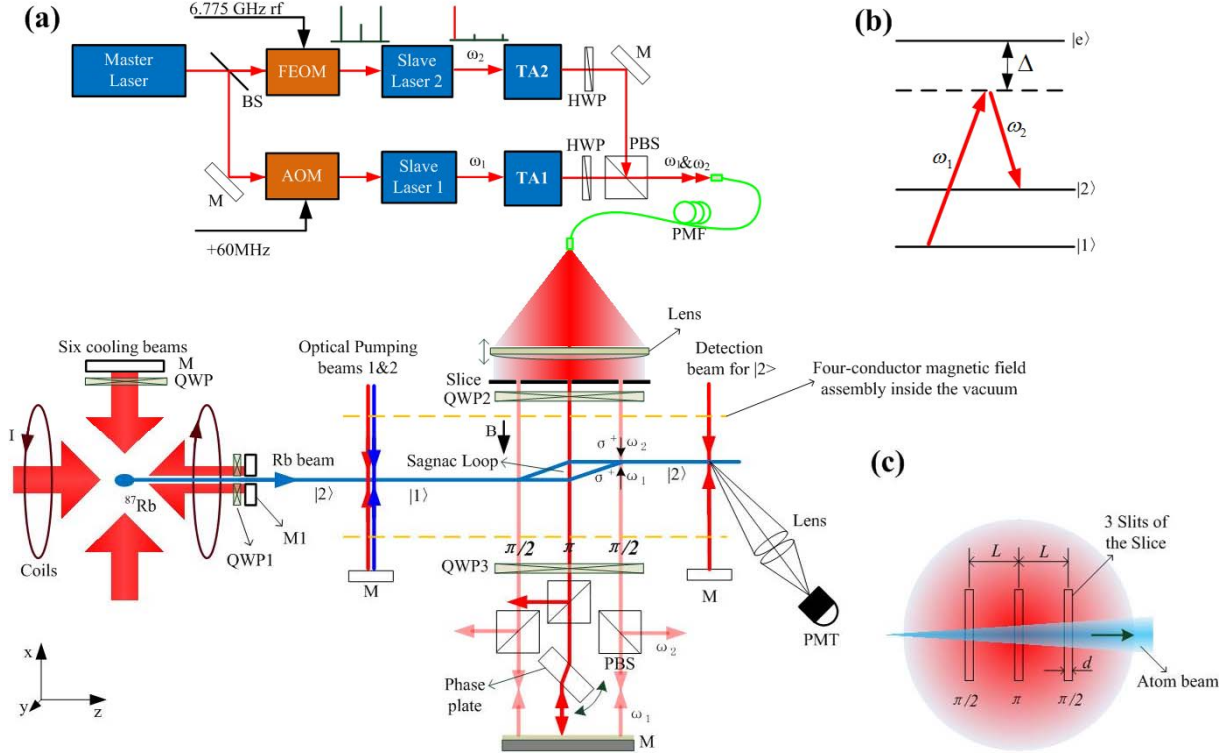 (a)
6.775 GHz rf
Master
Laser
BS
FEOM
Slave
Laser 2
ω₂
TA2
HWP
M
M
AOM
Slave
Laser 1
ω₁
TA1
HWP
PBS
ω₁&ω₂
+60MHz
PMF
Lens
(b)
|e⟩
Δ
ω₁
ω₂
|2⟩
|1⟩
Six cooling beams
M
QWP
Optical Pumping
beams 1&2
Slice
QWP2
Detection
beam for |2>
Four-conductor magnetic field
assembly inside the vacuum
I
B
Rb beam
Sagnac Loop
σ⁺ ω₂
σ⁺ ω₁
|2⟩
|1⟩
|2⟩
⁸⁷Rb
QWP1
M1
Coils
π/2
π
π/2
QWP3
M
M
Lens
PMT
PBS
ω₂
Phase
plate
ω₁
M
x
y
z
(c)
3 Slits of
the Slice
L
L
d
π/2
π
π/2
Atom beam